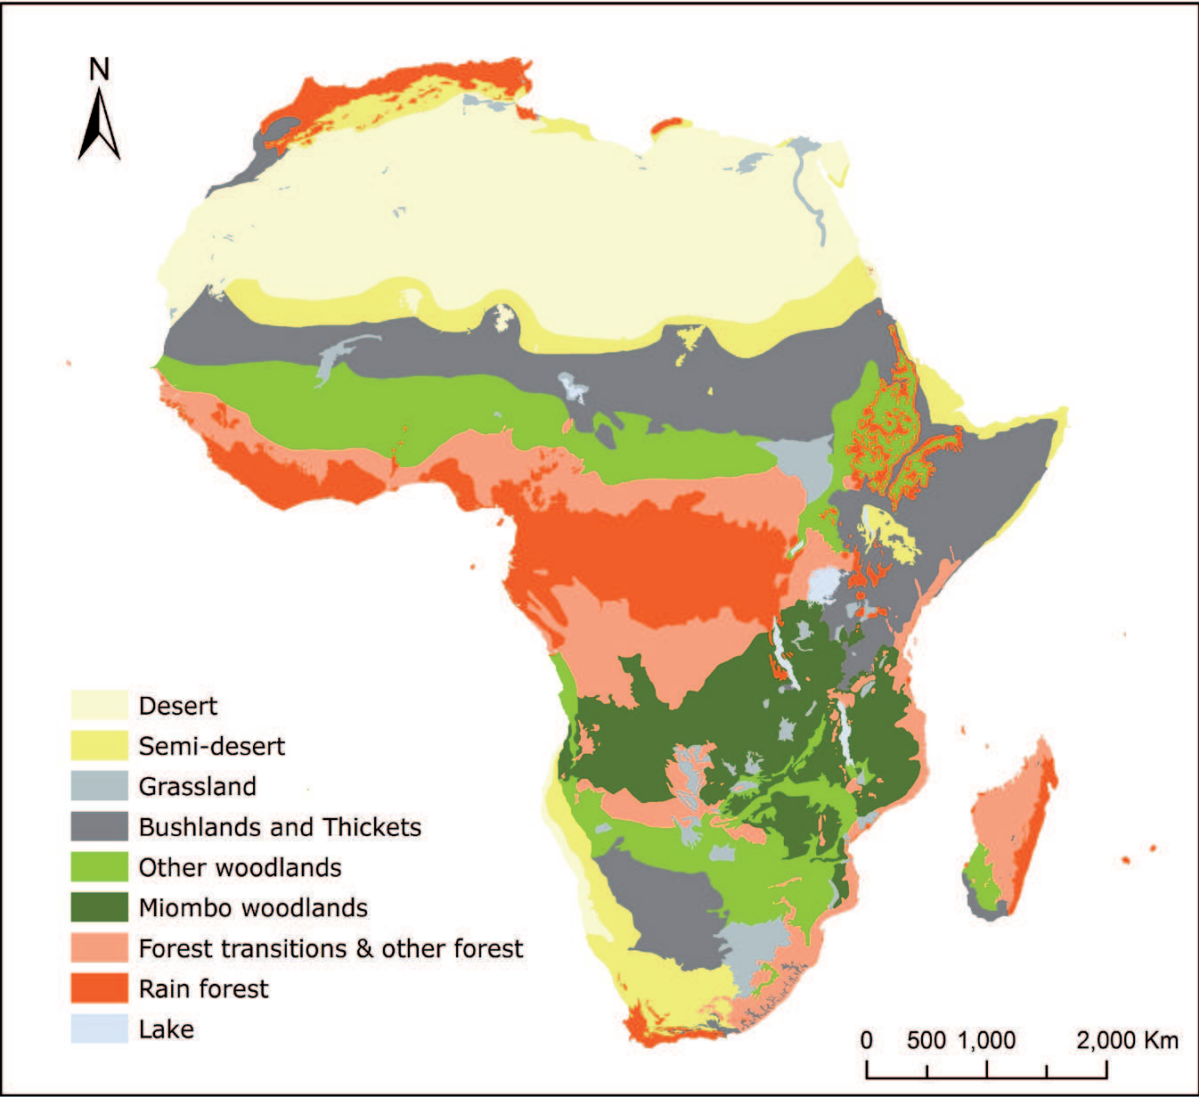 N
Desert
Semi-desert
Grassland
Bushlands and Thickets
Other woodlands
Miombo woodlands
Forest transitions & other forest
Rain forest
Lake
0 500 1,000 2,000 Km